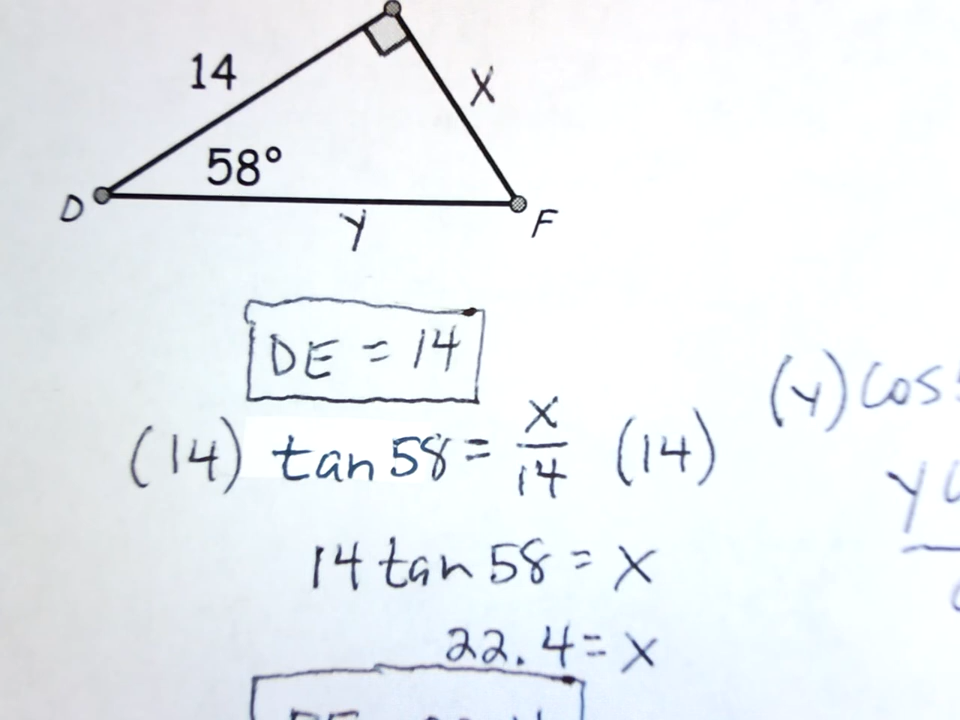 14
X
58°
D
Y
F
DE = 14
(14) tan 58 = x/14 (14)
(y) cos
14 tan 58 = x
y
22.4 = x